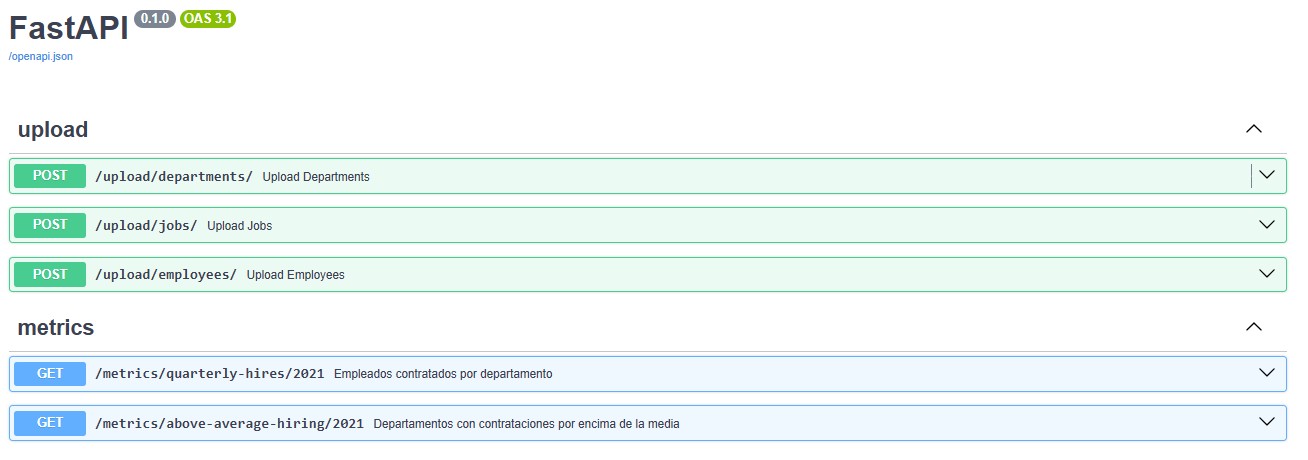 FastAPI 0.1.0 OAS 3.1
/openapi.json
upload
POST /upload/departments/ Upload Departments
POST /upload/jobs/ Upload Jobs
POST /upload/employees/ Upload Employees
metrics
GET /metrics/quarterly-hires/2021 Empleados contratados por departamento
GET /metrics/above-average-hiring/2021 Departamentos con contrataciones por encima de la media